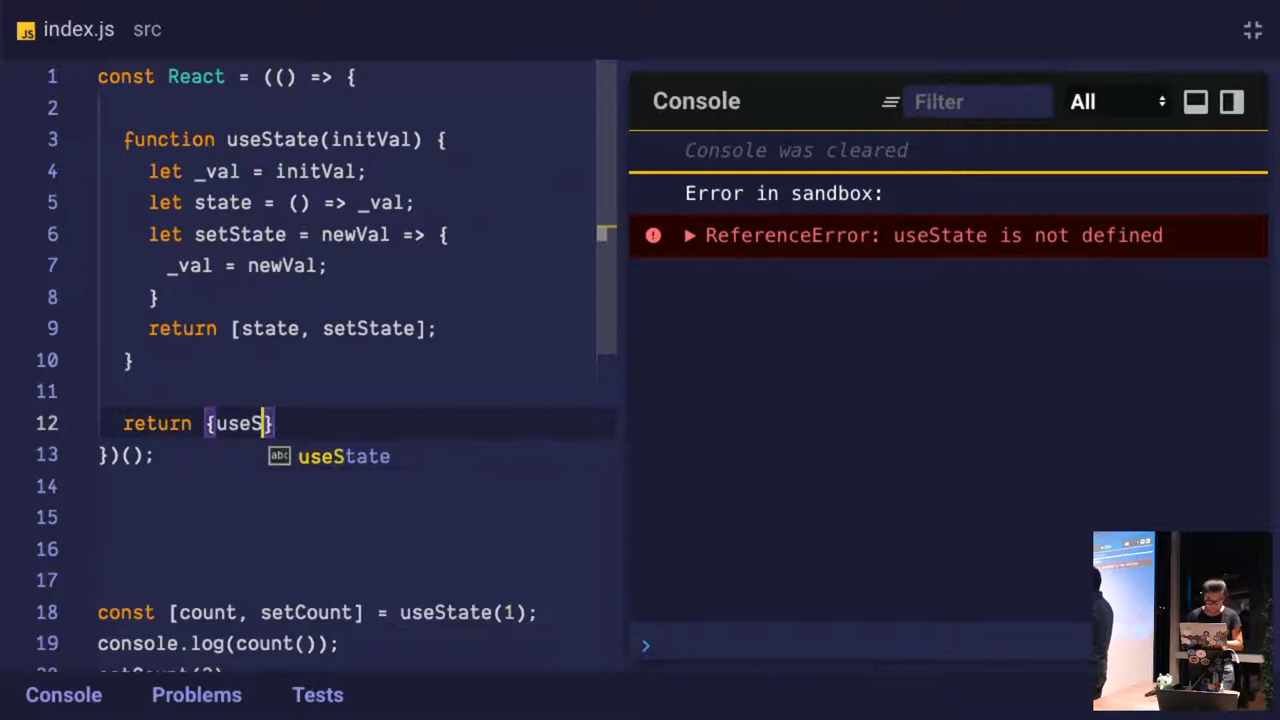 JS index.js src
1 const React = (() => {
2
3 function useState(initVal) {
4 let _val = initVal;
5 let state = () => _val;
6 let setState = newVal => {
7 _val = newVal;
8 }
9 return [state, setState];
10 }
11
12 return {useS}
abc useState
13 })();
14
15
16
17
18 const [count, setCount] = useState(1);
19 console.log(count());
Console Filter All
Console was cleared
Error in sandbox:
ReferenceError: useState is not defined
Console Problems Tests